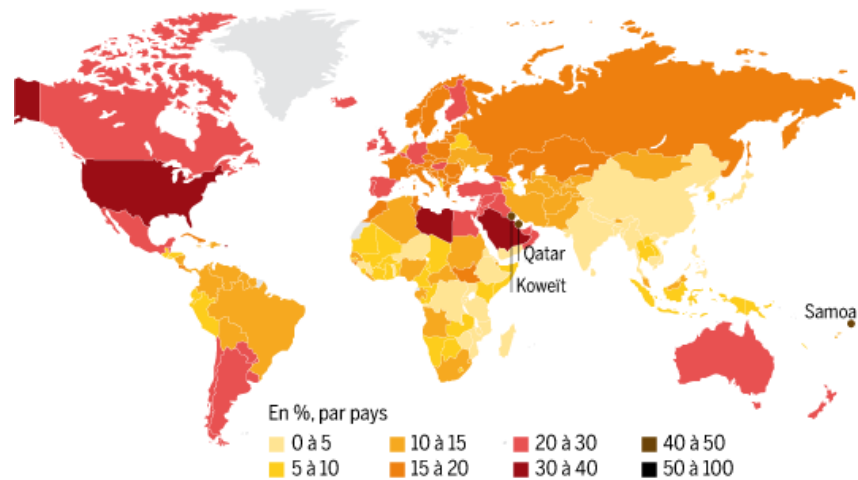 Qatar
Koweït
Samoa
En %, par pays
0 à 5
10 à 15
20 à 30
40 à 50
5 à 10
15 à 20
30 à 40
50 à 100